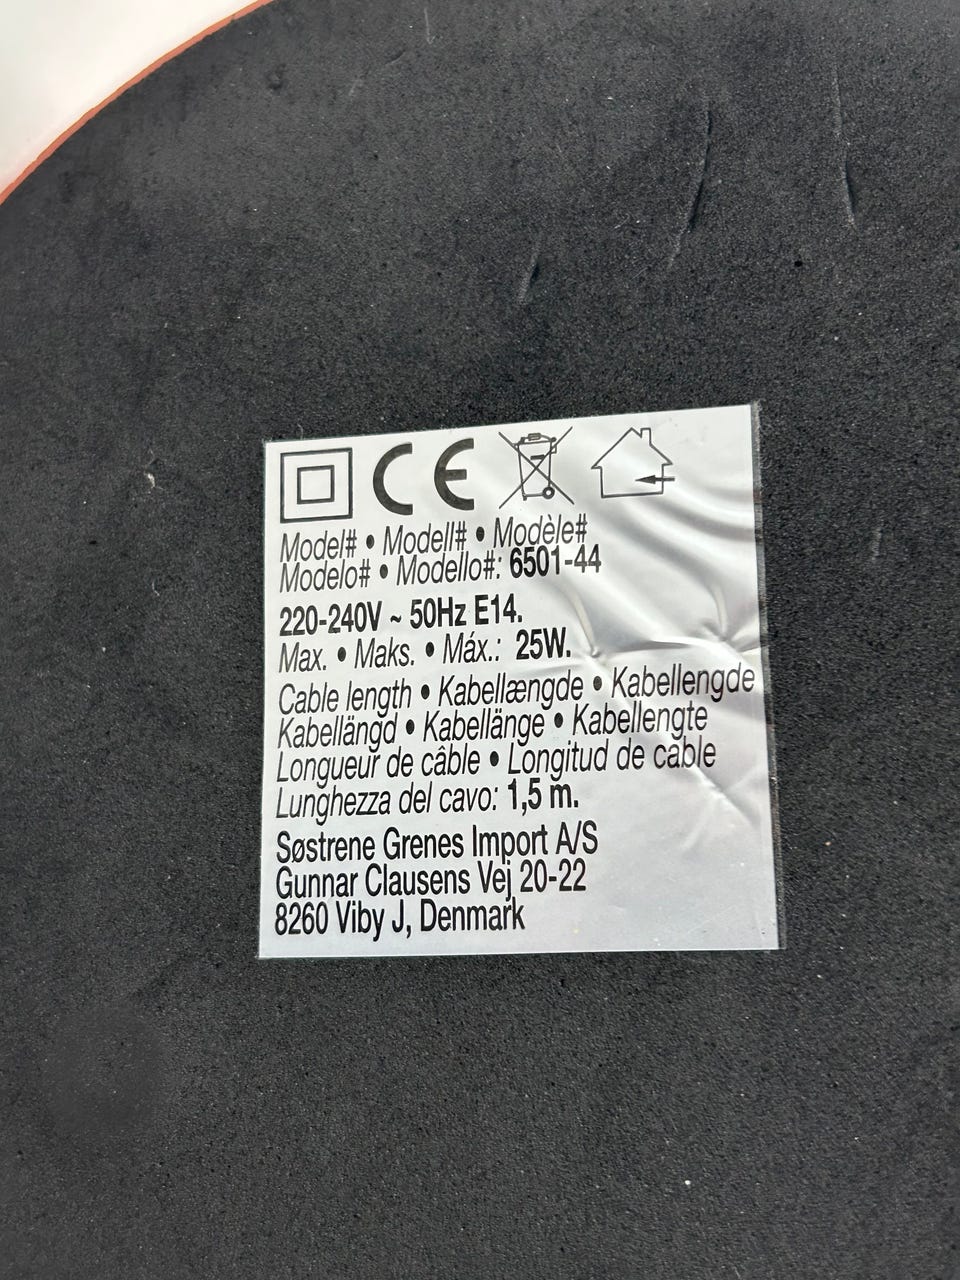 CE
Model# • Modell# • Modèle#
Modelo# • Modello#: 6501-44
220-240V ~ 50Hz E14.
Max. • Maks. • Máx.: 25W.
Cable length • Kabellængde • Kabellengde
Kabellängd • Kabellänge • Kabellengte
Longueur de câble • Longitud de cable
Lunghezza del cavo: 1,5 m.
Søstrene Grenes Import A/S
Gunnar Clausens Vej 20-22
8260 Viby J, Denmark